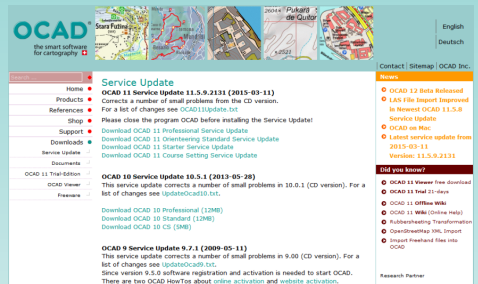 OCAD
the smart software
for cartography
Stara Fužina
2604 Pukará
de Quitor
x 2523
English
Deutsch
Contact | Sitemap | OCAD Inc.
Search ...
Home
Products
References
Shop
Support
Downloads
Service Update
Documents
OCAD 11 Trial-Edition
OCAD Viewer
Freeware
Service Update
OCAD 11 Service Update 11.5.9.2131 (2015-03-11)
Corrects a number of small problems from the CD version.
For a list of changes see OCAD11Update.txt
Please close the program OCAD before installing the Service Update!
Download OCAD 11 Professional Service Update
Download OCAD 11 Orienteering Standard Service Update
Download OCAD 11 Starter Service Update
Download OCAD 11 Course Setting Service Update
OCAD 10 Service Update 10.5.1 (2013-05-28)
This service update corrects a number of small problems in 10.0.1 (CD version). For a
list of changes see UpdateOcad10.txt.
Download OCAD 10 Professional (12MB)
Download OCAD 10 Standard (12MB)
Download OCAD 10 CS (5MB)
OCAD 9 Service Update 9.7.1 (2009-05-11)
This service update corrects a number of small problems in 9.00 (CD version). For a
list of changes see UpdateOcad9.txt.
Since version 9.5.0 software registration and activation is needed to start OCAD.
There are two OCAD HowTos about online activation and website activation.
News
OCAD 12 Beta Released
LAS File Import Improved
in Newest OCAD 11.5.8
Service Update
OCAD on Mac
Latest service update from
2015-03-11
Version: 11.5.9.2131
Did you know?
OCAD 11 Viewer free download
OCAD 11 Trial 21-days
OCAD 11 Offline Wiki
OCAD 11 Wiki (Online Help)
Rubbersheeting Transformation
OpenStreetMap XML Import
Import Freehand files into
OCAD
Research Partner